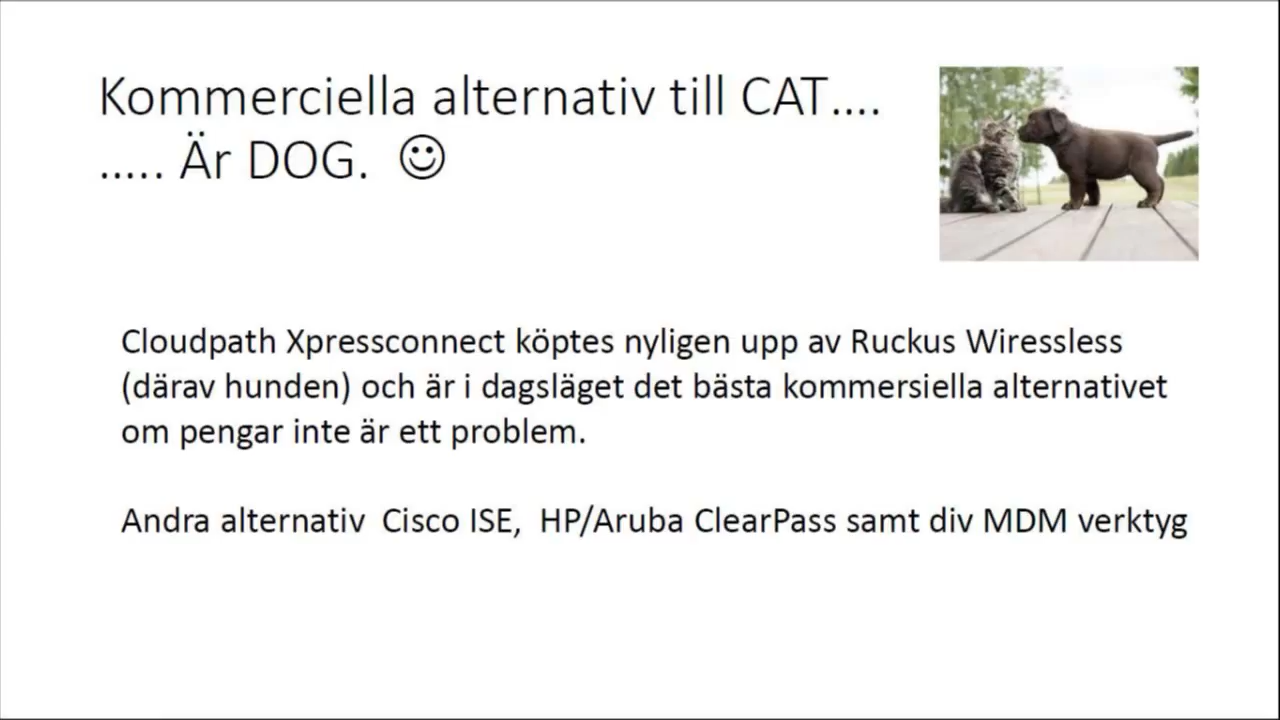 Kommerciella alternativ till CAT....
..... Är DOG. ☺
Cloudpath Xpressconnect köptes nyligen upp av Ruckus Wiressless
(därav hunden) och är i dagsläget det bästa kommersiella alternativet
om pengar inte är ett problem.
Andra alternativ  Cisco ISE,  HP/Aruba ClearPass samt div MDM verktyg